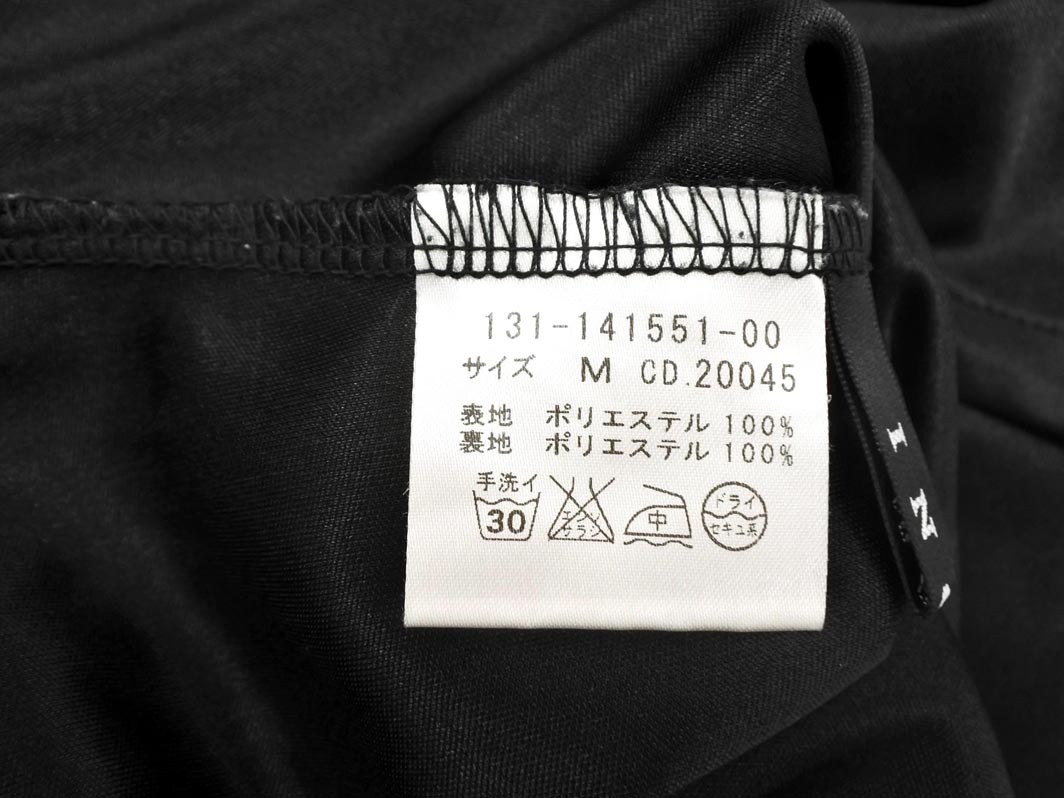 131-141551-00
サイズ M CD.20045
表地 ポリエステル 100%
裏地 ポリエステル 100%
手洗イ
30
エンソ
サラシ
中
ドライ
セキユ系
I N